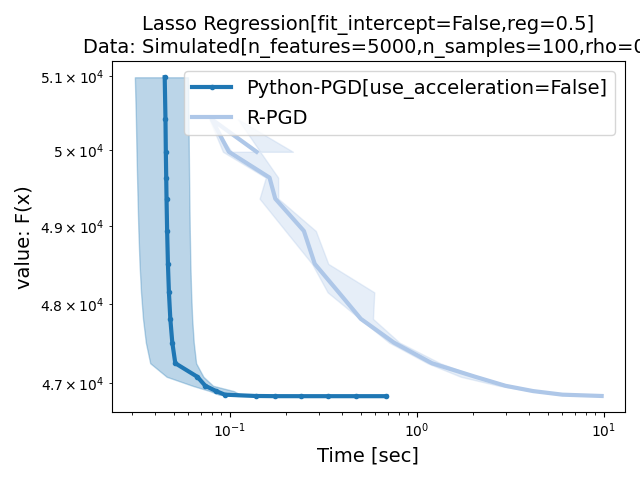 Lasso Regression[fit_intercept=False,reg=0.5]
Data: Simulated[n_features=5000,n_samples=100,rho=0
Python-PGD[use_acceleration=False]
R-PGD
5.1 × 10⁴
5 × 10⁴
4.9 × 10⁴
4.8 × 10⁴
4.7 × 10⁴
value: F(x)
10⁻¹ 10⁰ 10¹
Time [sec]